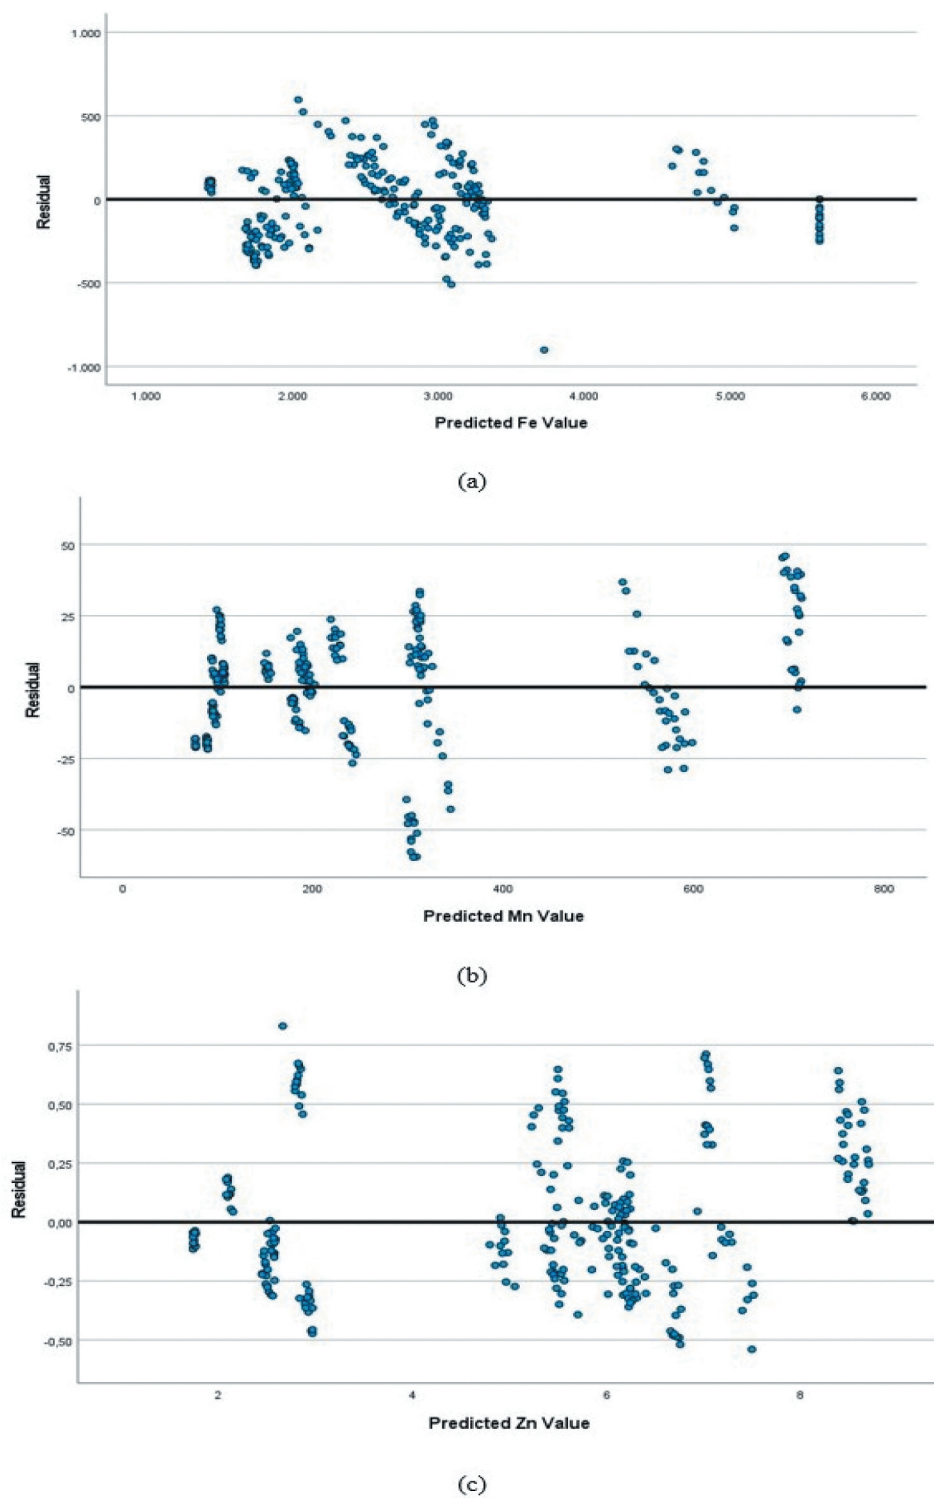 1.000
500
0
-500
-1.000
Residual
1.000 2.000 3.000 4.000 5.000 6.000
Predicted Fe Value
(a)
50
25
0
-25
-50
Residual
0 200 400 600 800
Predicted Mn Value
(b)
0,75
0,50
0,25
0,00
-0,25
-0,50
Residual
2 4 6 8
Predicted Zn Value
(c)